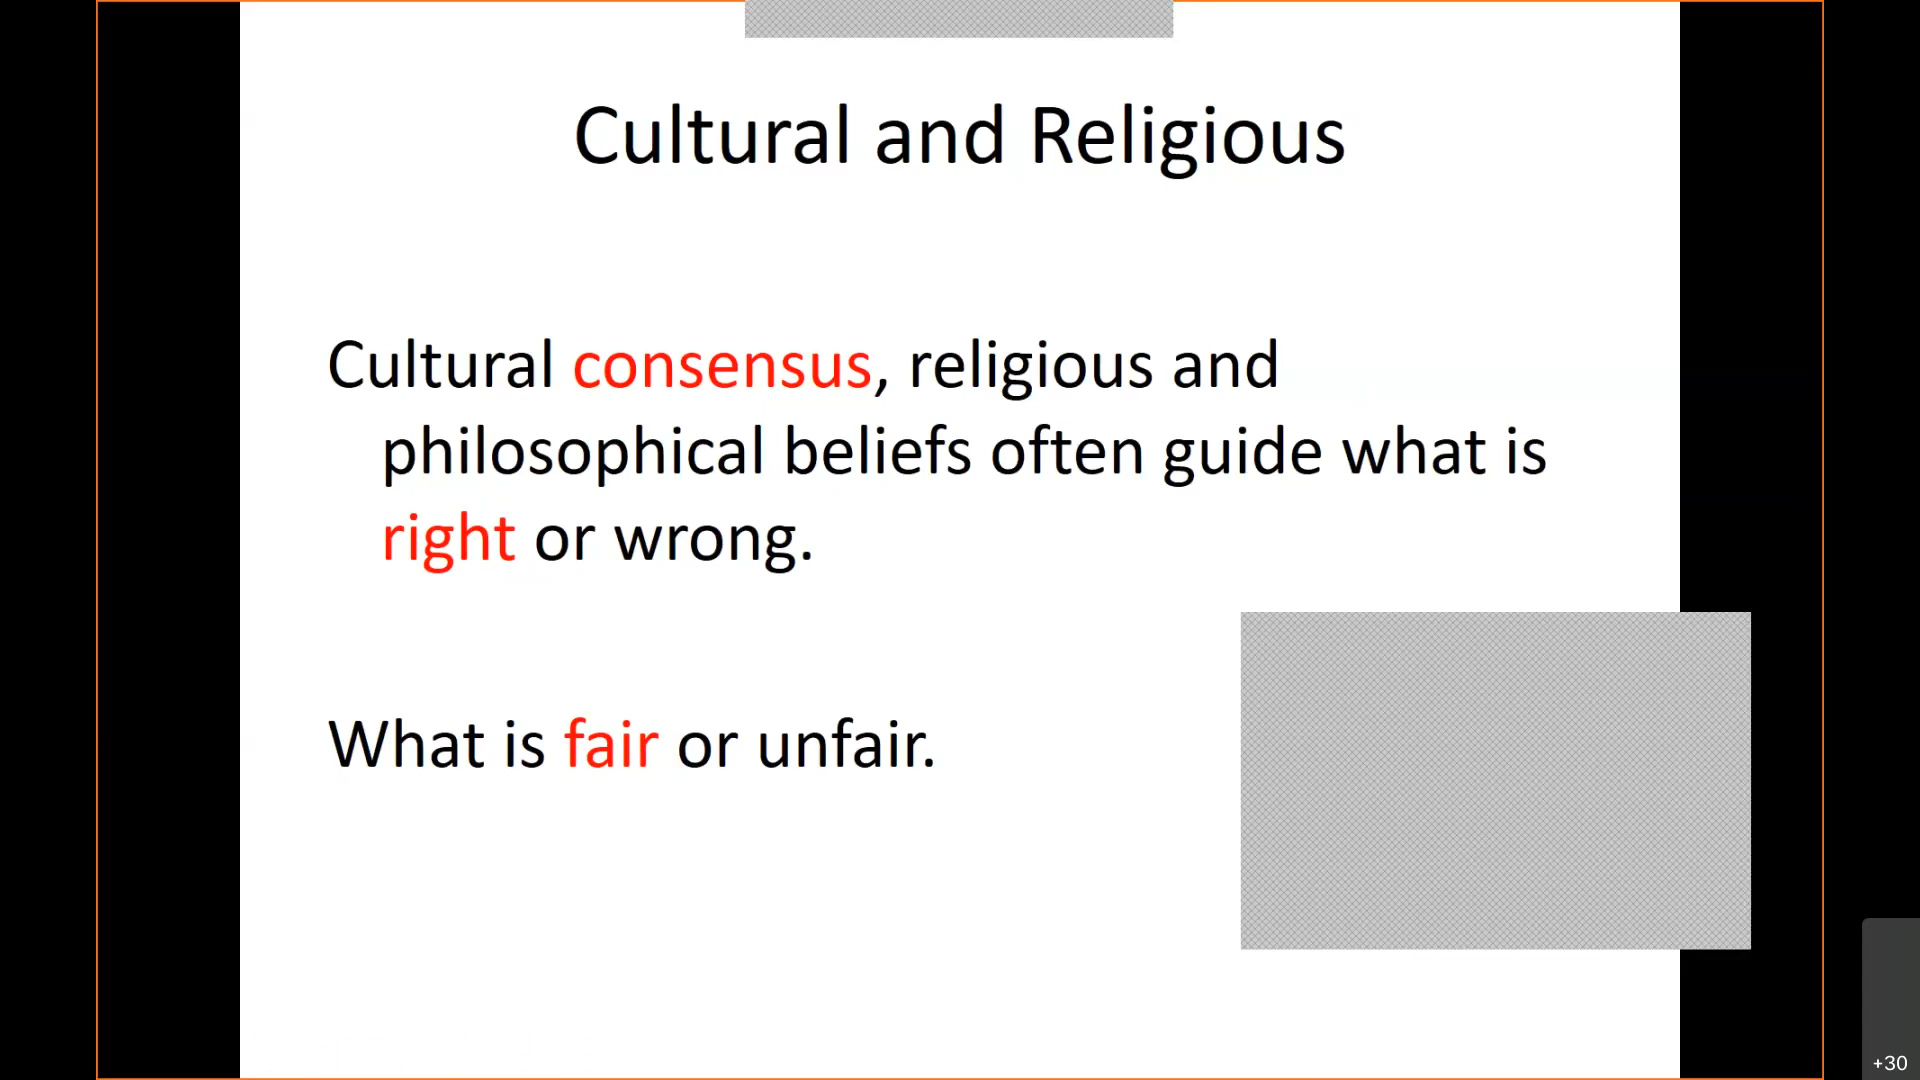 Cultural and Religious
Cultural consensus, religious and
philosophical beliefs often guide what is
right or wrong.
What is fair or unfair.
+30